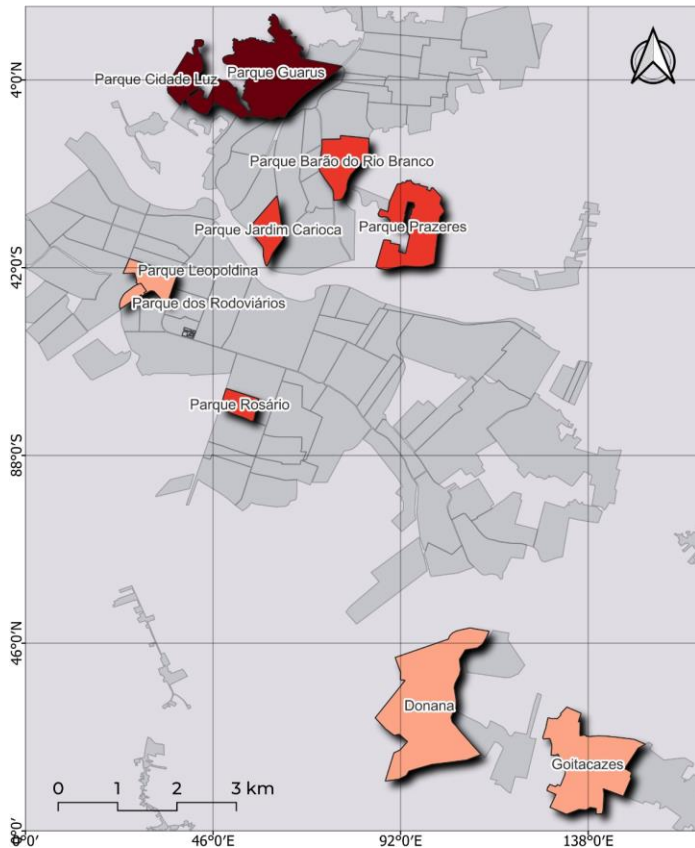 Parque Guarus
Parque Cidade Luz
4°0'N
Parque Barão do Rio Branco
Parque Prazeres
Parque Jardim Carioca
42°0'S
Parque Leopoldina
Parque dos Rodoviários
Parque Rosário
88°0'S
46°0'N
Donana
Goitacazes
0 1 2 3 km
0°0'
46°0'E
92°0'E
138°0'E